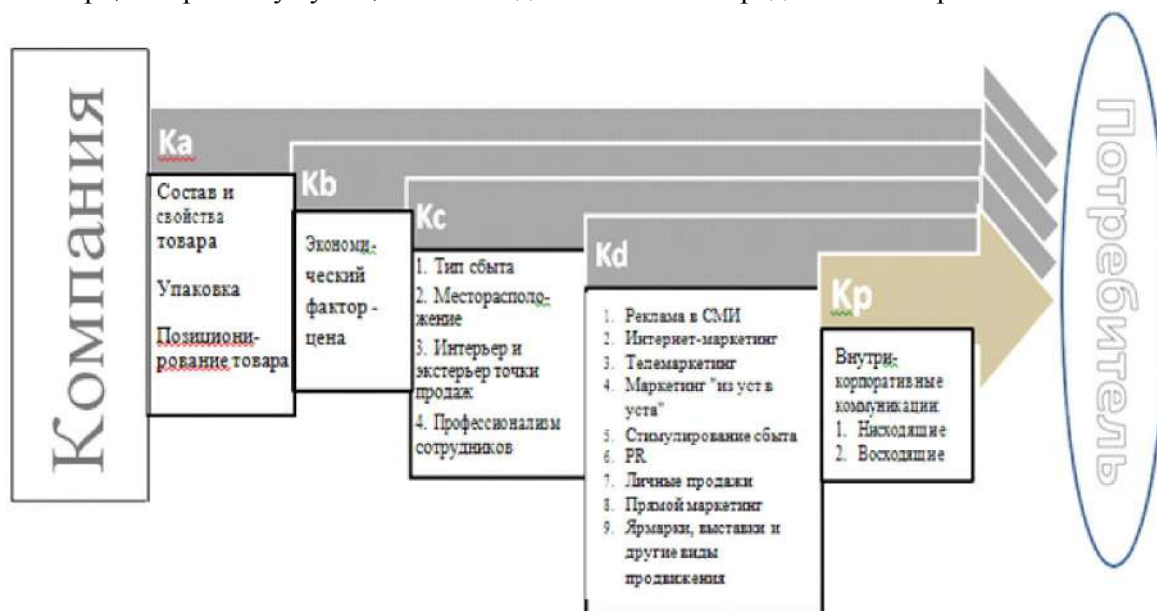 Компания
Ka
Состав и
свойства
товара
Упаковка
Позициони-
рование товара
Kb
Экономи-
ческий
фактор -
цена
Kc
1. Тип сбыта
2. Месторасполо-
жение
3. Интерьер и
экстерьер точки
продаж
4. Профессионализм
сотрудников
Kd
1. Реклама в СМИ
2. Интернет-маркетинг
3. Телемаркетинг
4. Маркетинг "из уст в
уста"
5. Стимулирование сбыта
6. PR
7. Личные продажи
8. Прямой маркетинг
9. Ярмарки, выставки и
другие виды
продвижения
Kp
Внутри-
корпоративные
коммуникации
1. Нисходящие
2. Восходящие
Потребитель